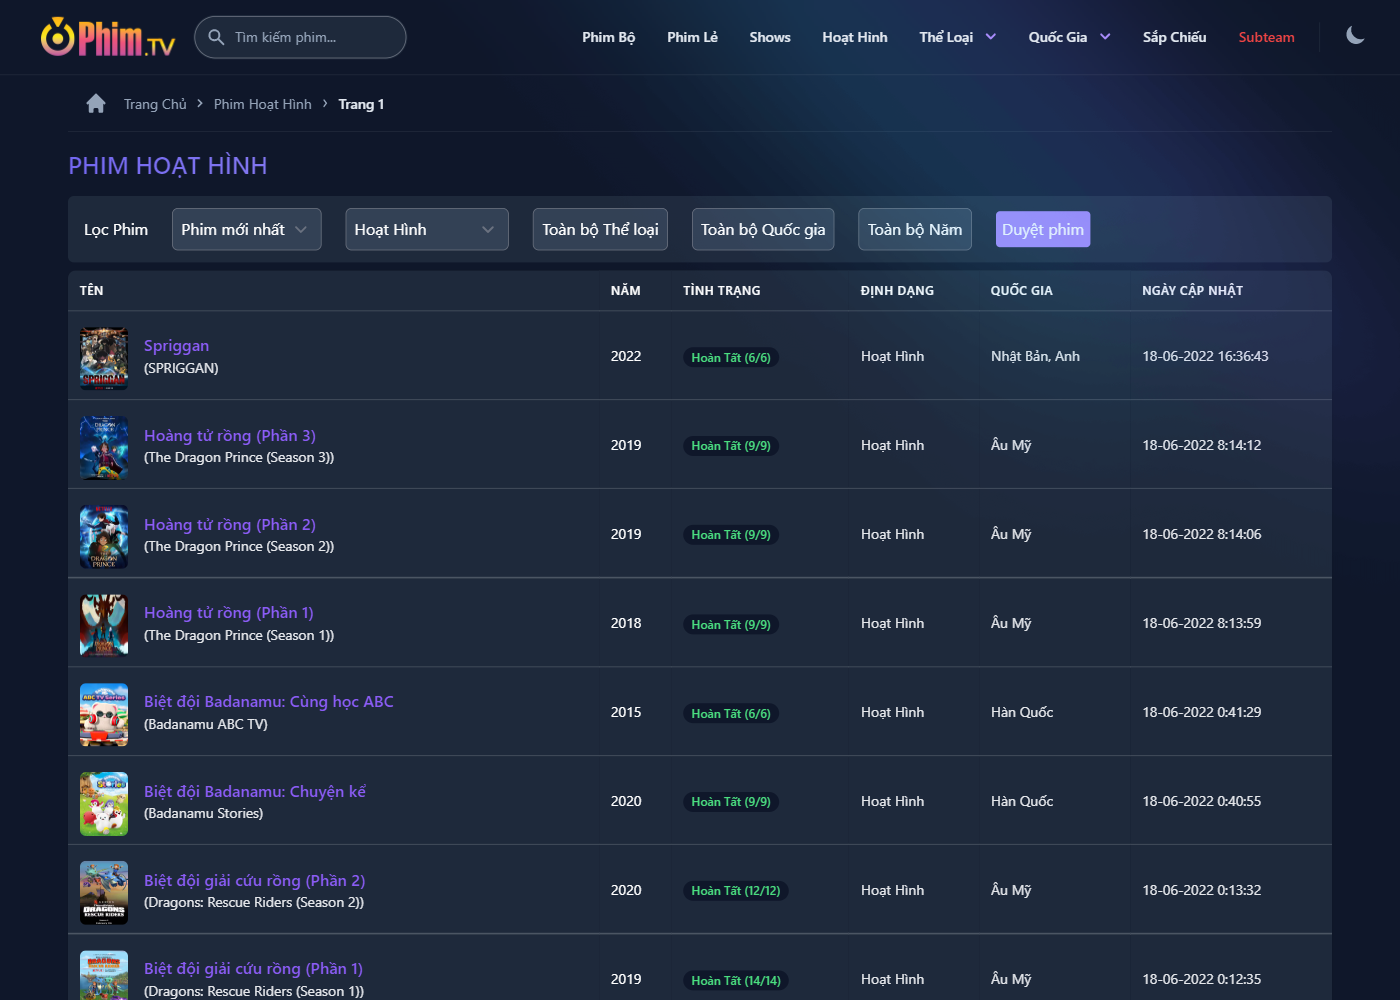 Phim.TV
Tìm kiếm phim...
Phim Bộ
Phim Lẻ
Shows
Hoạt Hình
Thể Loại
Quốc Gia
Sắp Chiếu
Subteam
Trang Chủ > Phim Hoạt Hình > Trang 1
PHIM HOẠT HÌNH
Lọc Phim
Phim mới nhất
Hoạt Hình
Toàn bộ Thể loại
Toàn bộ Quốc gia
Toàn bộ Năm
Duyệt phim
TÊN NĂM TÌNH TRẠNG ĐỊNH DẠNG QUỐC GIA NGÀY CẬP NHẬT
Spriggan
(SPRIGGAN)
2022 Hoàn Tất (6/6) Hoạt Hình Nhật Bản, Anh 18-06-2022 16:36:43
Hoàng tử rồng (Phần 3)
(The Dragon Prince (Season 3))
2019 Hoàn Tất (9/9) Hoạt Hình Âu Mỹ 18-06-2022 8:14:12
Hoàng tử rồng (Phần 2)
(The Dragon Prince (Season 2))
2019 Hoàn Tất (9/9) Hoạt Hình Âu Mỹ 18-06-2022 8:14:06
Hoàng tử rồng (Phần 1)
(The Dragon Prince (Season 1))
2018 Hoàn Tất (9/9) Hoạt Hình Âu Mỹ 18-06-2022 8:13:59
Biệt đội Badanamu: Cùng học ABC
(Badanamu ABC TV)
2015 Hoàn Tất (6/6) Hoạt Hình Hàn Quốc 18-06-2022 0:41:29
Biệt đội Badanamu: Chuyện kể
(Badanamu Stories)
2020 Hoàn Tất (9/9) Hoạt Hình Hàn Quốc 18-06-2022 0:40:55
Biệt đội giải cứu rồng (Phần 2)
(Dragons: Rescue Riders (Season 2))
2020 Hoàn Tất (12/12) Hoạt Hình Âu Mỹ 18-06-2022 0:13:32
Biệt đội giải cứu rồng (Phần 1)
(Dragons: Rescue Riders (Season 1))
2019 Hoàn Tất (14/14) Hoạt Hình Âu Mỹ 18-06-2022 0:12:35